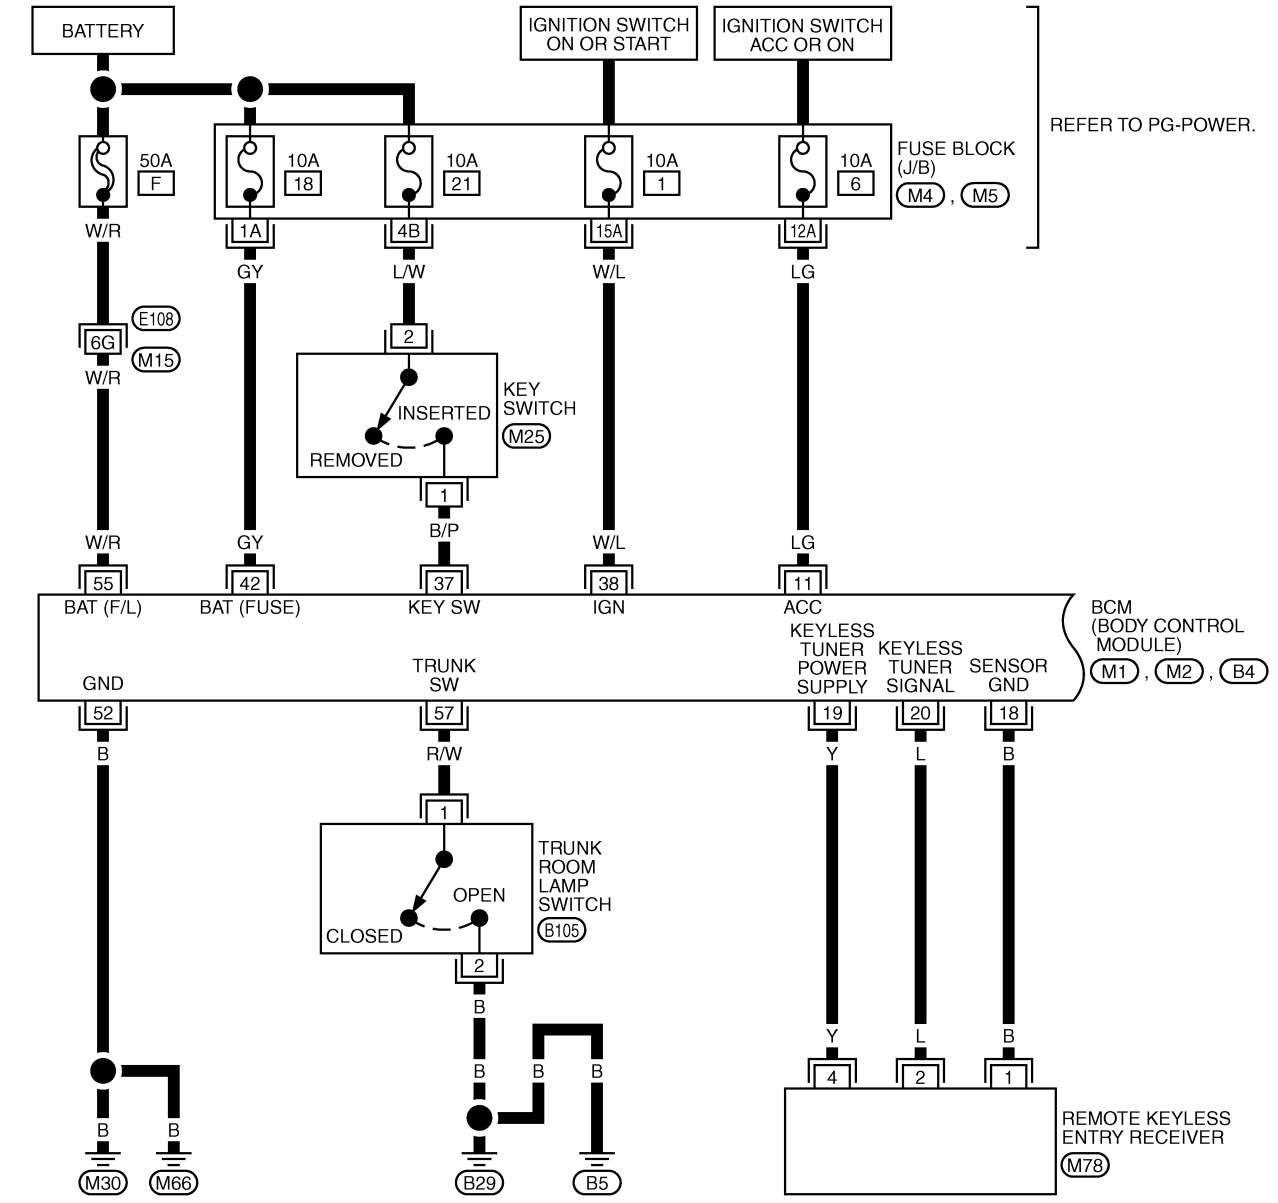 BATTERY
IGNITION SWITCH
ON OR START
IGNITION SWITCH
ACC OR ON
REFER TO PG-POWER.
50A
F
10A
18
10A
21
10A
1
10A
6
FUSE BLOCK
(J/B)
M4 , M5
W/R
1A
4B
15A
12A
GY
L/W
W/L
LG
E108
6G
M15
W/R
2
KEY
SWITCH
M25
INSERTED
REMOVED
1
B/P
W/R
GY
W/L
LG
55
42
37
38
11
BAT (F/L)
BAT (FUSE)
KEY SW
IGN
ACC
BCM
(BODY CONTROL
MODULE)
M1 , M2 , B4
GND
TRUNK
SW
KEYLESS
TUNER
POWER
SUPPLY
KEYLESS
TUNER
SIGNAL
SENSOR
GND
52
57
19
20
18
B
R/W
Y
L
B
1
TRUNK
ROOM
LAMP
SWITCH
B105
OPEN
CLOSED
2
B
B
B
B
Y
L
B
4
2
1
REMOTE KEYLESS
ENTRY RECEIVER
M78
B
B
M30
M66
B29
B5